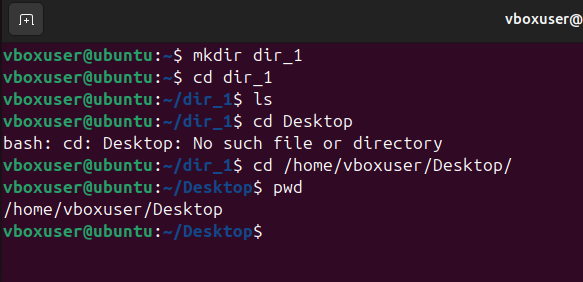 vboxuser@
vboxuser@ubuntu:~$ mkdir dir_1
vboxuser@ubuntu:~$ cd dir_1
vboxuser@ubuntu:~/dir_1$ ls
vboxuser@ubuntu:~/dir_1$ cd Desktop
bash: cd: Desktop: No such file or directory
vboxuser@ubuntu:~/dir_1$ cd /home/vboxuser/Desktop/
vboxuser@ubuntu:~/Desktop$ pwd
/home/vboxuser/Desktop
vboxuser@ubuntu:~/Desktop$